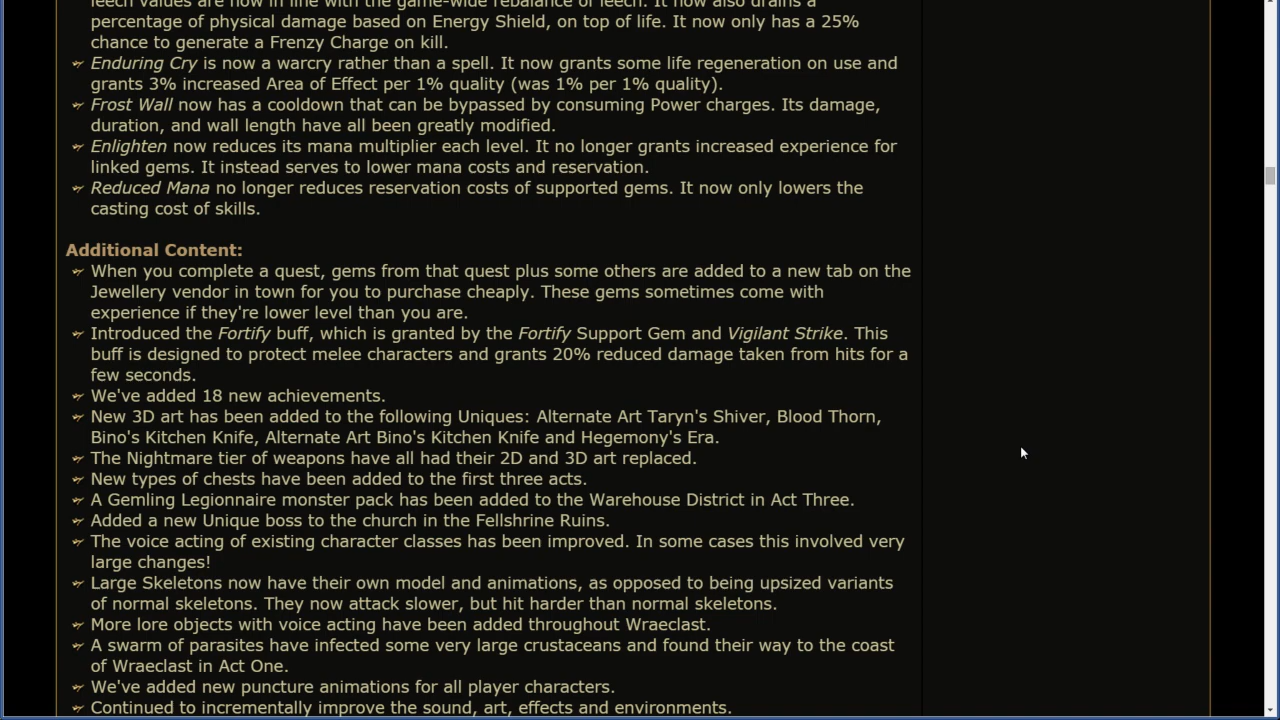 leech values are now in line with the game-wide rebalance of leech. It now also drains a
percentage of physical damage based on Energy Shield, on top of life. It now only has a 25%
chance to generate a Frenzy Charge on kill.
Enduring Cry is now a warcry rather than a spell. It now grants some life regeneration on use and
grants 3% increased Area of Effect per 1% quality (was 1% per 1% quality).
Frost Wall now has a cooldown that can be bypassed by consuming Power charges. Its damage,
duration, and wall length have all been greatly modified.
Enlighten now reduces its mana multiplier each level. It no longer grants increased experience for
linked gems. It instead serves to lower mana costs and reservation.
Reduced Mana no longer reduces reservation costs of supported gems. It now only lowers the
casting cost of skills.
Additional Content:
When you complete a quest, gems from that quest plus some others are added to a new tab on the
Jewellery vendor in town for you to purchase cheaply. These gems sometimes come with
experience if they're lower level than you are.
Introduced the Fortify buff, which is granted by the Fortify Support Gem and Vigilant Strike. This
buff is designed to protect melee characters and grants 20% reduced damage taken from hits for a
few seconds.
We've added 18 new achievements.
New 3D art has been added to the following Uniques: Alternate Art Taryn's Shiver, Blood Thorn,
Bino's Kitchen Knife, Alternate Art Bino's Kitchen Knife and Hegemony's Era.
The Nightmare tier of weapons have all had their 2D and 3D art replaced.
New types of chests have been added to the first three acts.
A Gemling Legionnaire monster pack has been added to the Warehouse District in Act Three.
Added a new Unique boss to the church in the Fellshrine Ruins.
The voice acting of existing character classes has been improved. In some cases this involved very
large changes!
Large Skeletons now have their own model and animations, as opposed to being upsized variants
of normal skeletons. They now attack slower, but hit harder than normal skeletons.
More lore objects with voice acting have been added throughout Wraeclast.
A swarm of parasites have infected some very large crustaceans and found their way to the coast
of Wraeclast in Act One.
We've added new puncture animations for all player characters.
Continued to incrementally improve the sound, art, effects and environments.